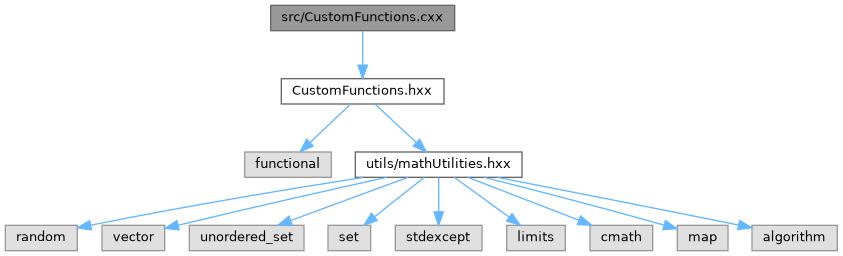 src/CustomFunctions.cxx
CustomFunctions.hxx
functional
utils/mathUtilities.hxx
random
vector
unordered_set
set
stdexcept
limits
cmath
map
algorithm